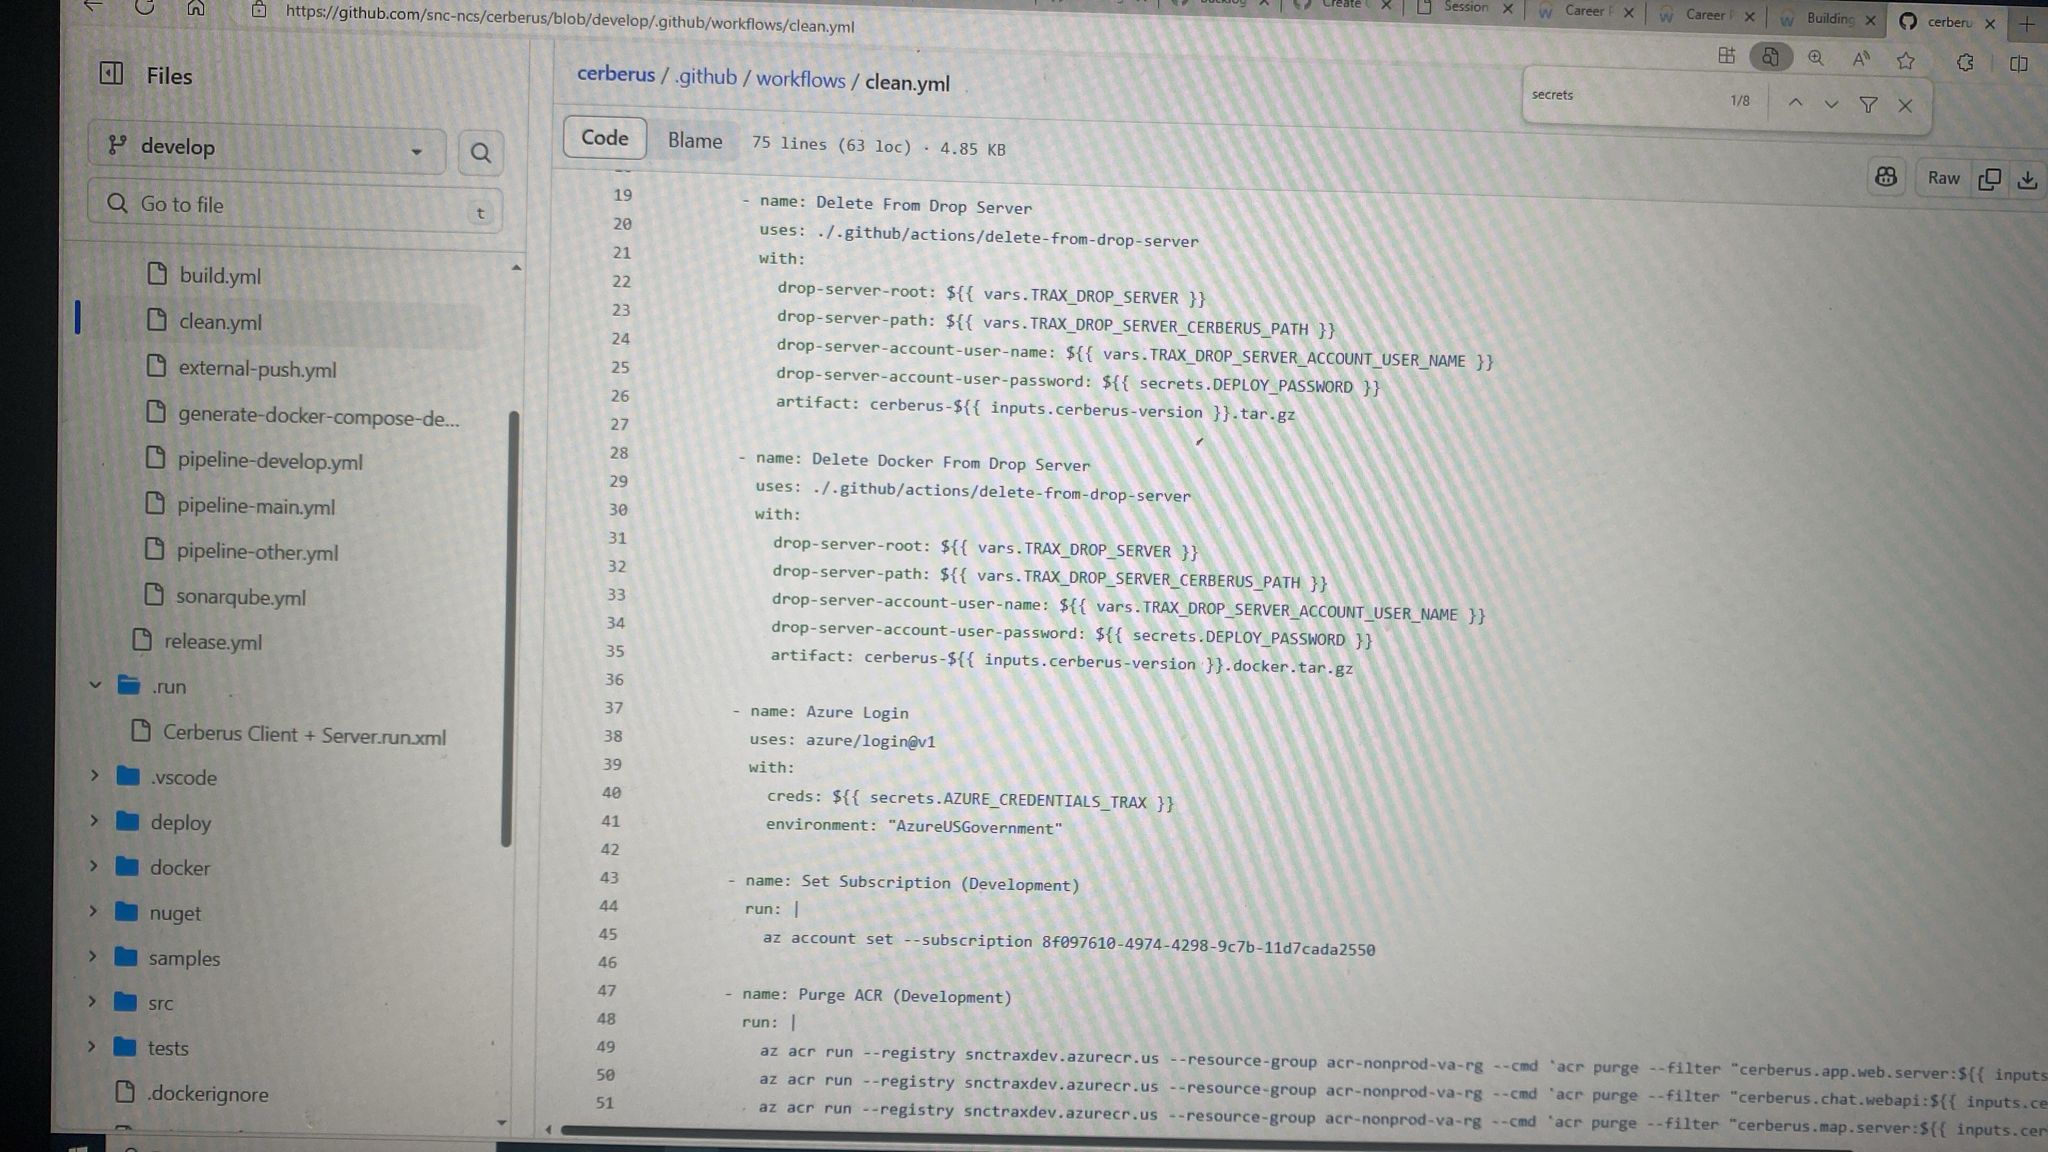 https://github.com/snc-ncs/cerberus/blob/develop/.github/workflows/clean.yml
Session
Career
Career
Building
cerberu
Files
cerberus / .github / workflows / clean.yml
secrets
1/8
develop
Code
Blame
75 lines (63 loc) · 4.85 KB
Raw
Go to file
t
build.yml
clean.yml
external-push.yml
generate-docker-compose-de...
pipeline-develop.yml
pipeline-main.yml
pipeline-other.yml
sonarqube.yml
release.yml
.run
Cerberus Client + Server.run.xml
.vscode
deploy
docker
nuget
samples
src
tests
.dockerignore
19 - name: Delete From Drop Server
20 uses: ./.github/actions/delete-from-drop-server
21 with:
22 drop-server-root: ${{ vars.TRAX_DROP_SERVER }}
23 drop-server-path: ${{ vars.TRAX_DROP_SERVER_CERBERUS_PATH }}
24 drop-server-account-user-name: ${{ vars.TRAX_DROP_SERVER_ACCOUNT_USER_NAME }}
25 drop-server-account-user-password: ${{ secrets.DEPLOY_PASSWORD }}
26 artifact: cerberus-${{ inputs.cerberus-version }}.tar.gz
27
28 - name: Delete Docker From Drop Server
29 uses: ./.github/actions/delete-from-drop-server
30 with:
31 drop-server-root: ${{ vars.TRAX_DROP_SERVER }}
32 drop-server-path: ${{ vars.TRAX_DROP_SERVER_CERBERUS_PATH }}
33 drop-server-account-user-name: ${{ vars.TRAX_DROP_SERVER_ACCOUNT_USER_NAME }}
34 drop-server-account-user-password: ${{ secrets.DEPLOY_PASSWORD }}
35 artifact: cerberus-${{ inputs.cerberus-version }}.docker.tar.gz
36
37 - name: Azure Login
38 uses: azure/login@v1
39 with:
40 creds: ${{ secrets.AZURE_CREDENTIALS_TRAX }}
41 environment: "AzureUSGovernment"
42
43 - name: Set Subscription (Development)
44 run: |
45 az account set --subscription 8f097610-4974-4298-9c7b-11d7cada2550
46
47 - name: Purge ACR (Development)
48 run: |
49 az acr run --registry snctraxdev.azurecr.us --resource-group acr-nonprod-va-rg --cmd 'acr purge --filter "cerberus.app.web.server:${{ inputs
50 az acr run --registry snctraxdev.azurecr.us --resource-group acr-nonprod-va-rg --cmd 'acr purge --filter "cerberus.chat.webapi:${{ inputs.ce
51 az acr run --registry snctraxdev.azurecr.us --resource-group acr-nonprod-va-rg --cmd 'acr purge --filter "cerberus.map.server:${{ inputs.cer